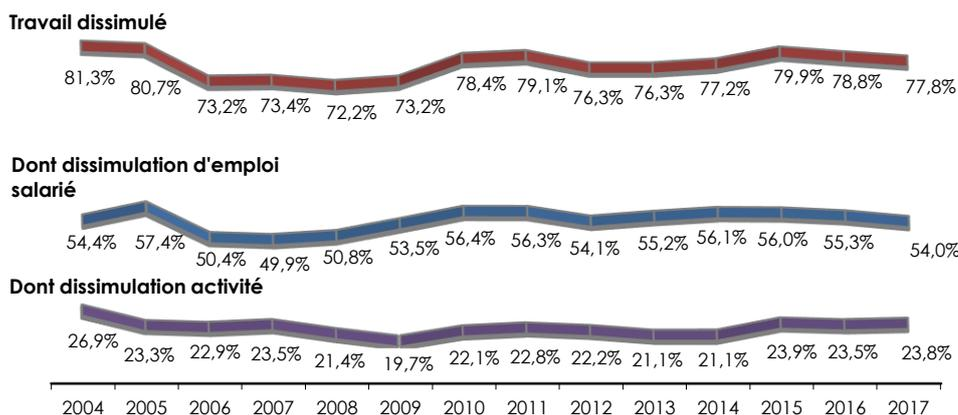 Travail dissimulé
81,3% 80,7% 73,2% 73,4% 72,2% 73,2% 78,4% 79,1% 76,3% 76,3% 77,2% 79,9% 78,8% 77,8%
Dont dissimulation d'emploi
salarié
54,4% 57,4% 50,4% 49,9% 50,8% 53,5% 56,4% 56,3% 54,1% 55,2% 56,1% 56,0% 55,3% 54,0%
Dont dissimulation activité
26,9% 23,3% 22,9% 23,5% 21,4% 19,7% 22,1% 22,8% 22,2% 21,1% 21,1% 23,9% 23,5% 23,8%
2004 2005 2006 2007 2008 2009 2010 2011 2012 2013 2014 2015 2016 2017